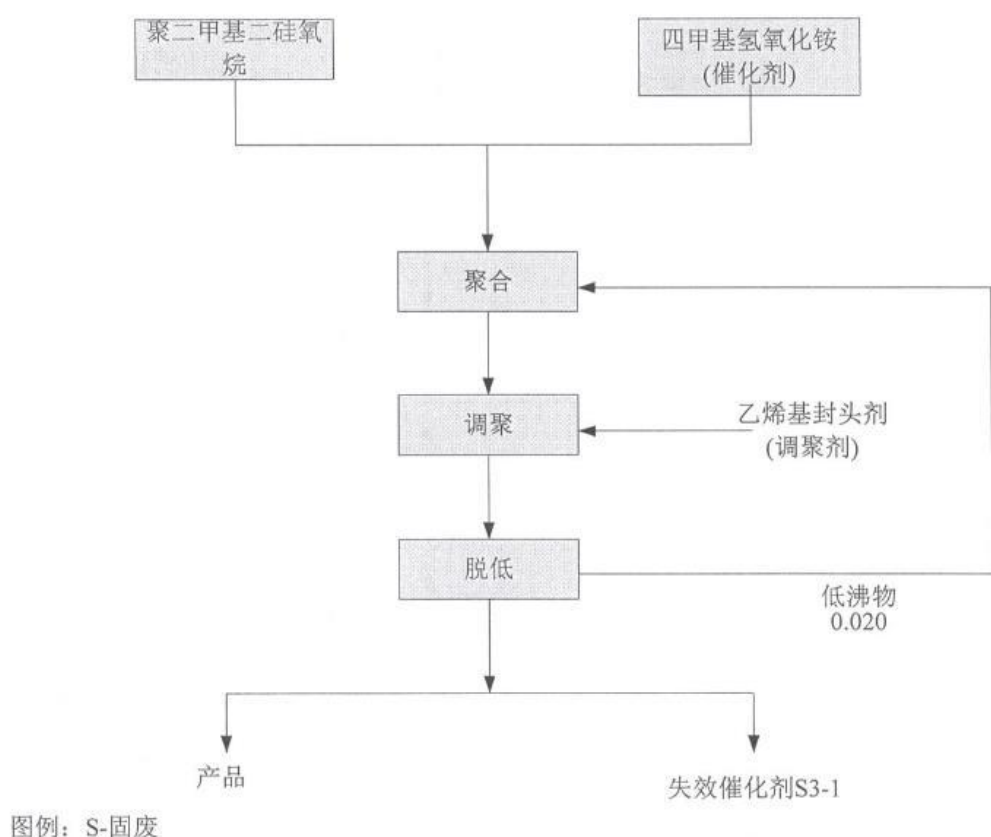 聚二甲基二硅氧
烷
四甲基氢氧化铵
(催化剂)
聚合
调聚
乙烯基封头剂
(调聚剂)
脱低
低沸物
0.020
产品
失效催化剂S3-1
图例：S-固废